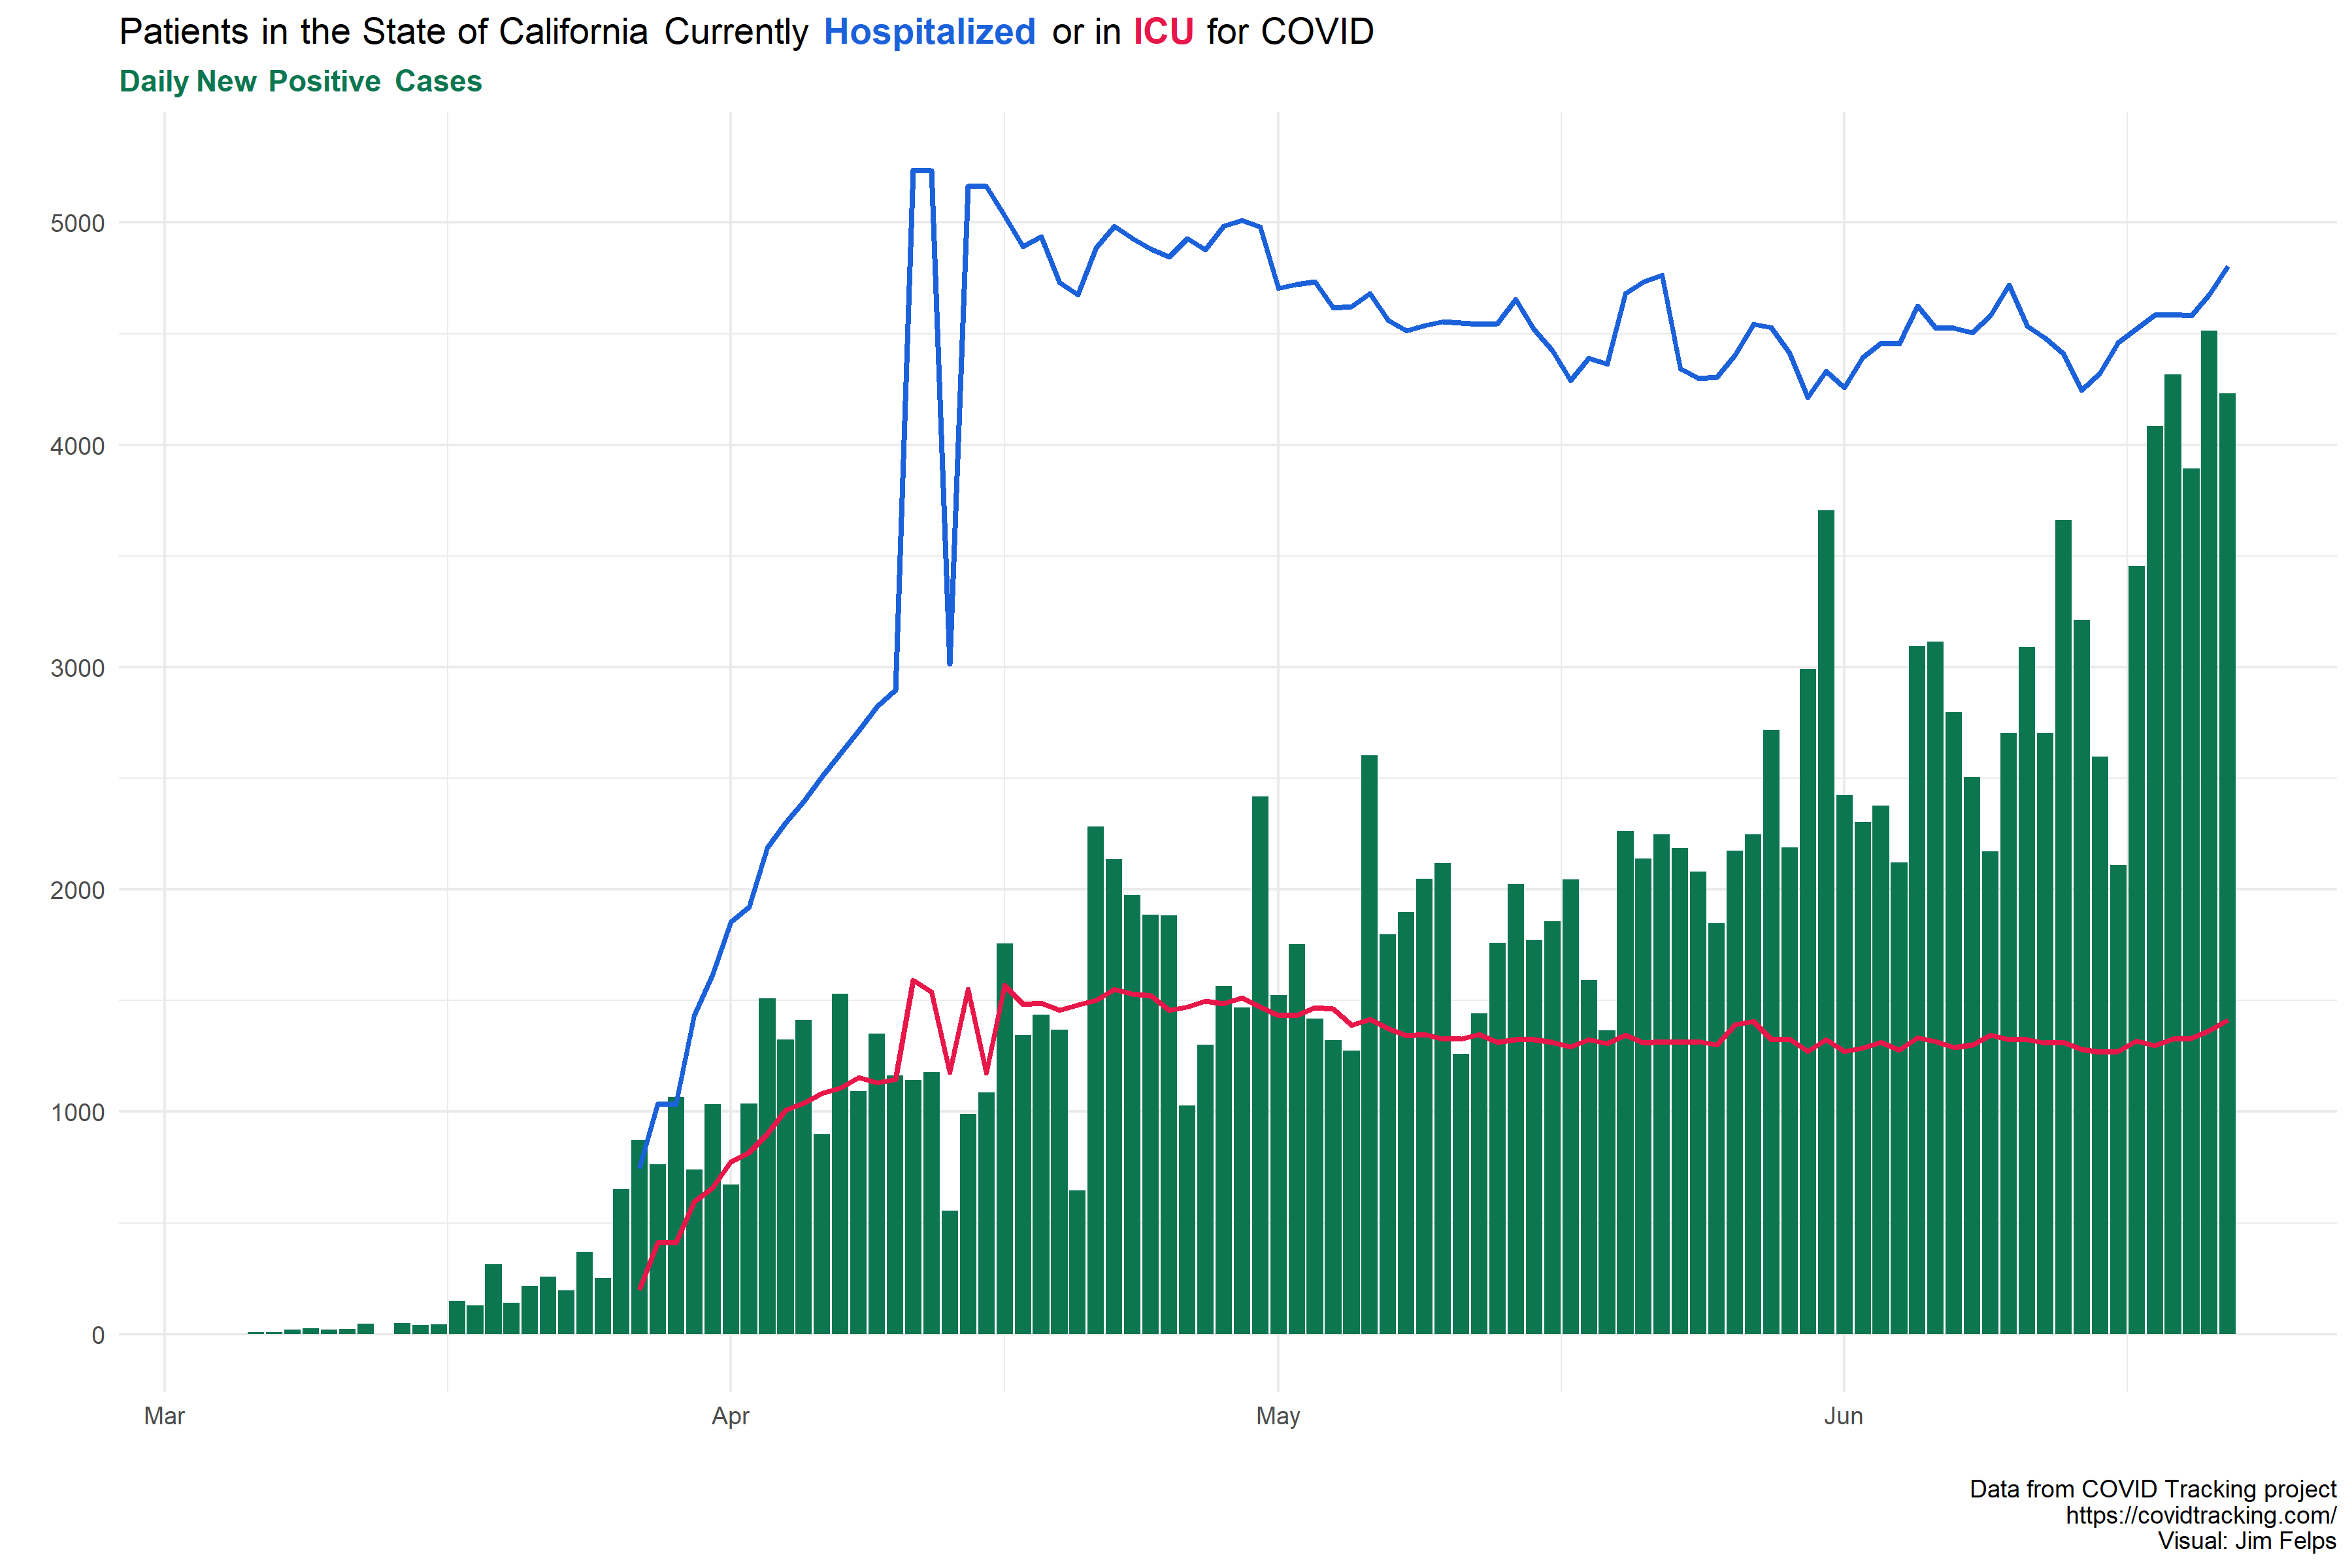 Patients in the State of California Currently Hospitalized or in ICU for COVID
Daily New Positive Cases
5000
4000
3000
2000
1000
0
Mar
Apr
May
Jun
Data from COVID Tracking project
https://covidtracking.com/
Visual: Jim Felps